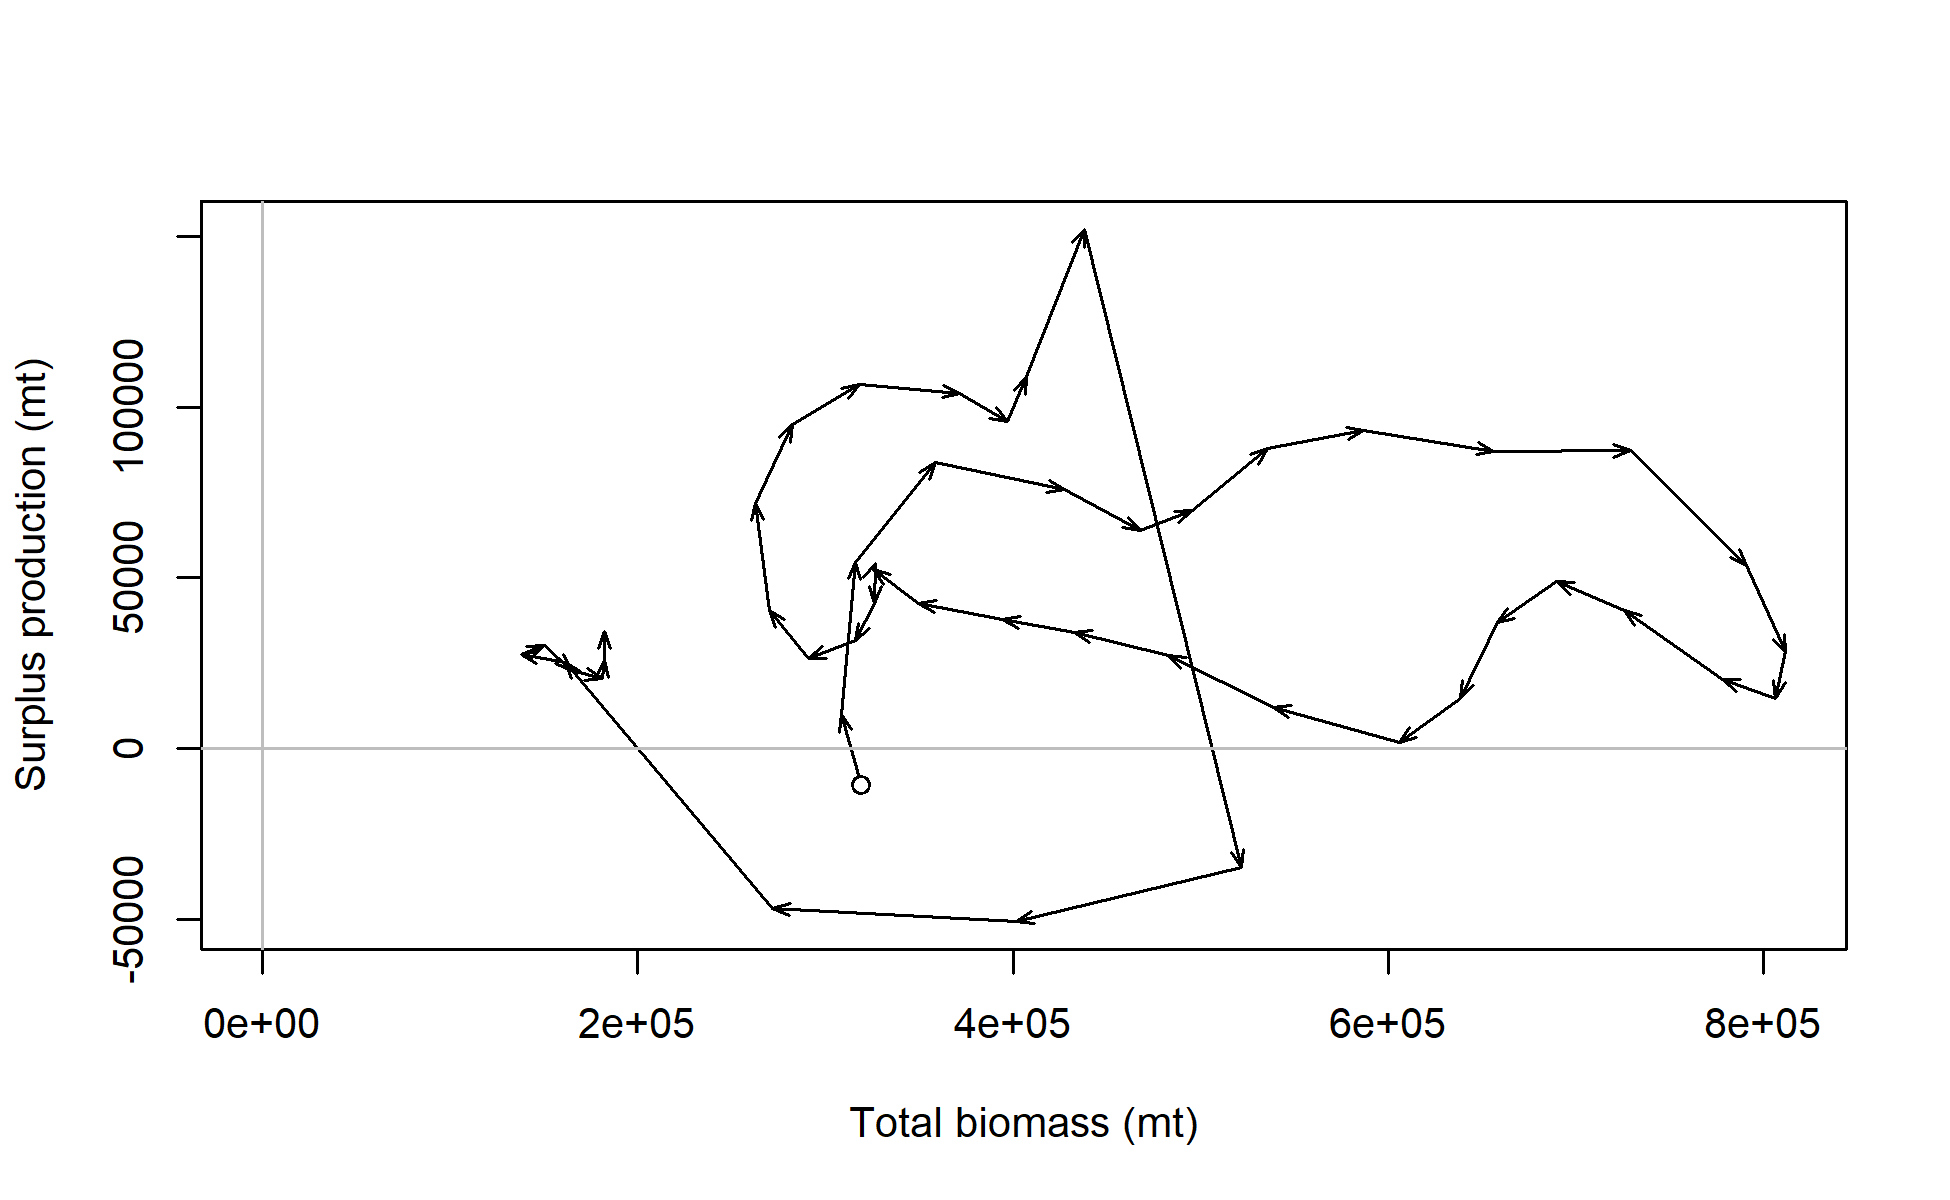 Surplus production (mt)
100000
50000
0
-50000
0e+00 2e+05 4e+05 6e+05 8e+05
Total biomass (mt)